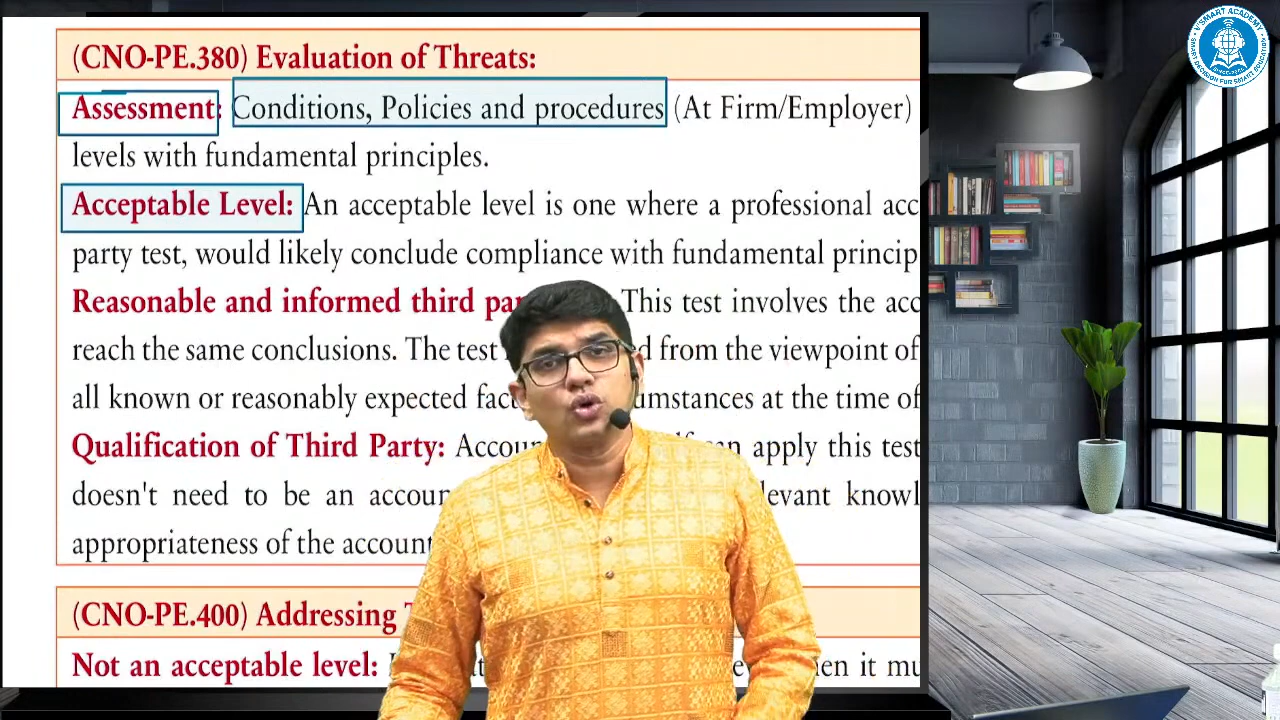 (CNO-PE.380) Evaluation of Threats:
Assessment: Conditions, Policies and procedures (At Firm/Employer)
levels with fundamental principles.
Acceptable Level: An acceptable level is one where a professional acc
party test, would likely conclude compliance with fundamental princip
Reasonable and informed third par This test involves the acc
reach the same conclusions. The test d from the viewpoint of
all known or reasonably expected fac umstances at the time of
Qualification of Third Party: Accoun can apply this test
doesn't need to be an accoun levant knowl
appropriateness of the account
(CNO-PE.400) Addressing T
Not an acceptable level: en it mu
V'SMART ACADEMY